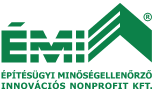 ÉMI®
ÉPÍTÉSÜGYI MINŐSÉGELLENŐRZŐ
INNOVÁCIÓS NONPROFIT KFT.